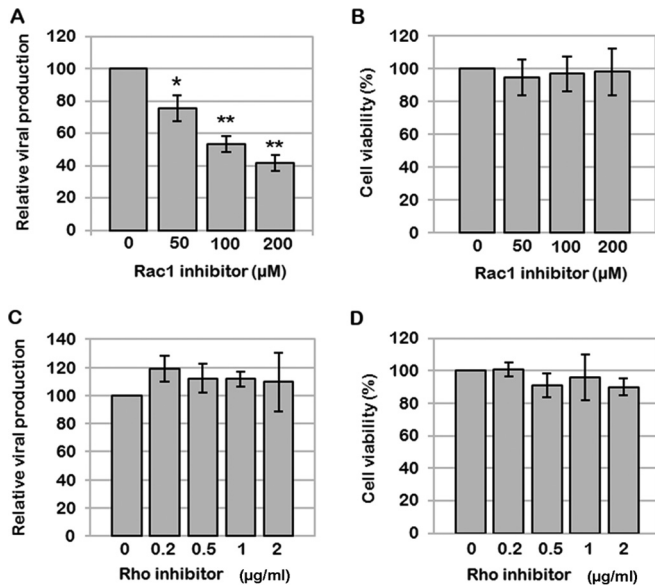 A
Relative viral production
120
100
80
60
40
20
0
*
**
**
0 50 100 200
Rac1 inhibitor (µM)
B
Cell viability (%)
120
100
80
60
40
20
0
0 50 100 200
Rac1 inhibitor (µM)
C
Relative viral production
140
120
100
80
60
40
20
0
0 0.2 0.5 1 2
Rho inhibitor (µg/ml)
D
Cell viability (%)
120
100
80
60
40
20
0
0 0.2 0.5 1 2
Rho inhibitor (µg/ml)